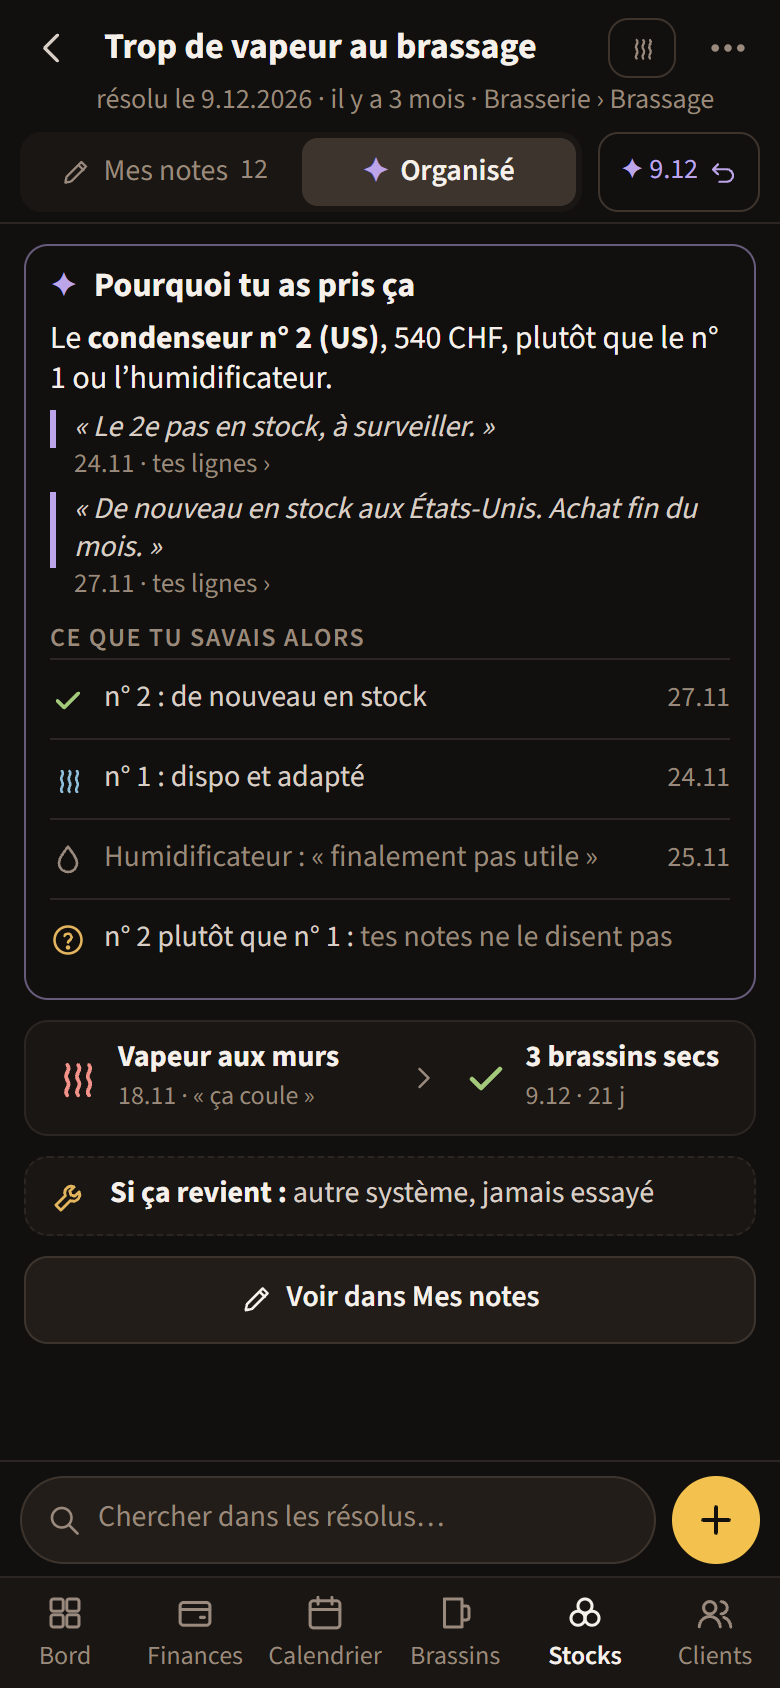 Trop de vapeur au brassage
résolu le 9.12.2026 · il y a 3 mois · Brasserie › Brassage
Mes notes 12
Organisé
9.12
Pourquoi tu as pris ça
Le condenseur n° 2 (US), 540 CHF, plutôt que le n°
1 ou l’humidificateur.
« Le 2e pas en stock, à surveiller. »
24.11 · tes lignes ›
« De nouveau en stock aux États-Unis. Achat fin du
mois. »
27.11 · tes lignes ›
CE QUE TU SAVAIS ALORS
n° 2 : de nouveau en stock 27.11
n° 1 : dispo et adapté 24.11
Humidificateur : « finalement pas utile » 25.11
n° 2 plutôt que n° 1 : tes notes ne le disent pas
Vapeur aux murs
18.11 · « ça coule »
3 brassins secs
9.12 · 21 j
Si ça revient : autre système, jamais essayé
Voir dans Mes notes
Chercher dans les résolus…
Bord
Finances
Calendrier
Brassins
Stocks
Clients